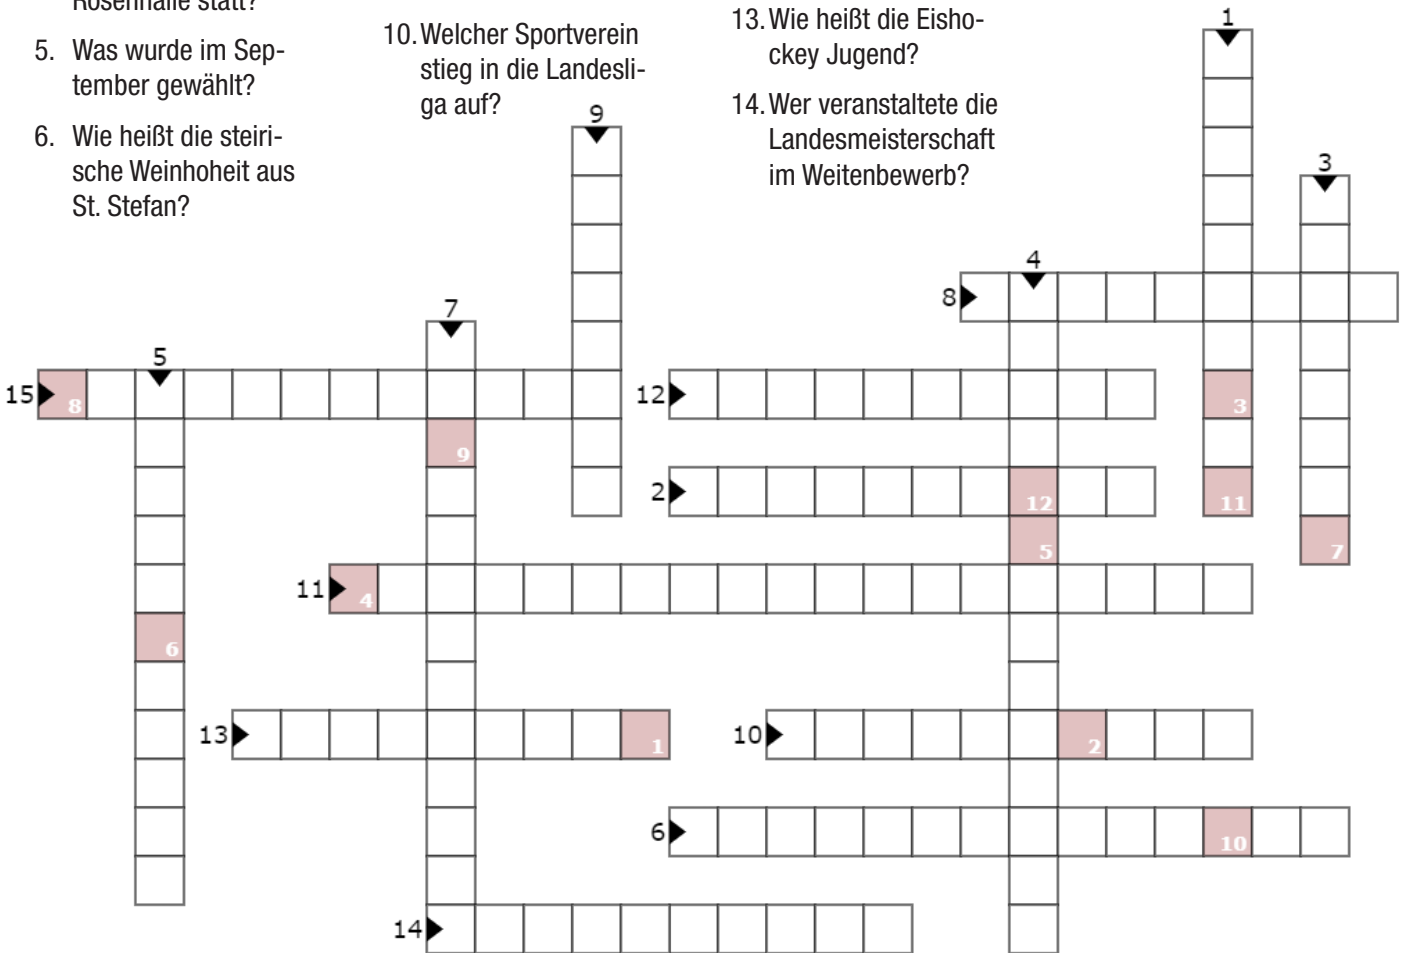 Rosenhalle statt?
5. Was wurde im Sep-
tember gewählt?
6. Wie heißt die steiri-
sche Weinhoheit aus
St. Stefan?
10. Welcher Sportverein
stieg in die Landesli-
ga auf?
13. Wie heißt die Eisho-
ckey Jugend?
14. Wer veranstaltete die
Landesmeisterschaft
im Weitenbewerb?
1
9
3
4
8
7
5
15
8
12
3
9
2
12
11
5
7
11
4
6
13
1
10
2
6
10
14